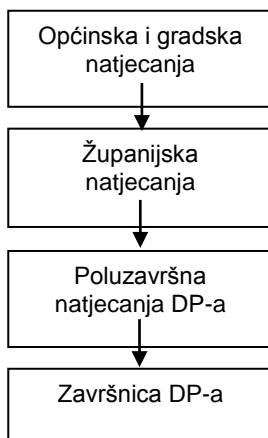 Općinska i gradska
natjecanja
Županijska
natjecanja
Poluzavršna
natjecanja DP-a
Završnica DP-a